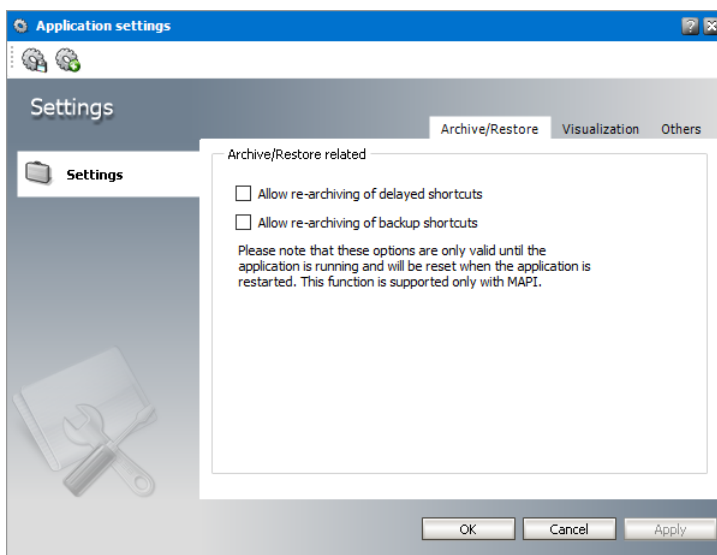 Application settings
Settings
Archive/Restore Visualization Others
Settings
Archive/Restore related
Allow re-archiving of delayed shortcuts
Allow re-archiving of backup shortcuts
Please note that these options are only valid until the
application is running and will be reset when the application is
restarted. This function is supported only with MAPI.
OK Cancel Apply